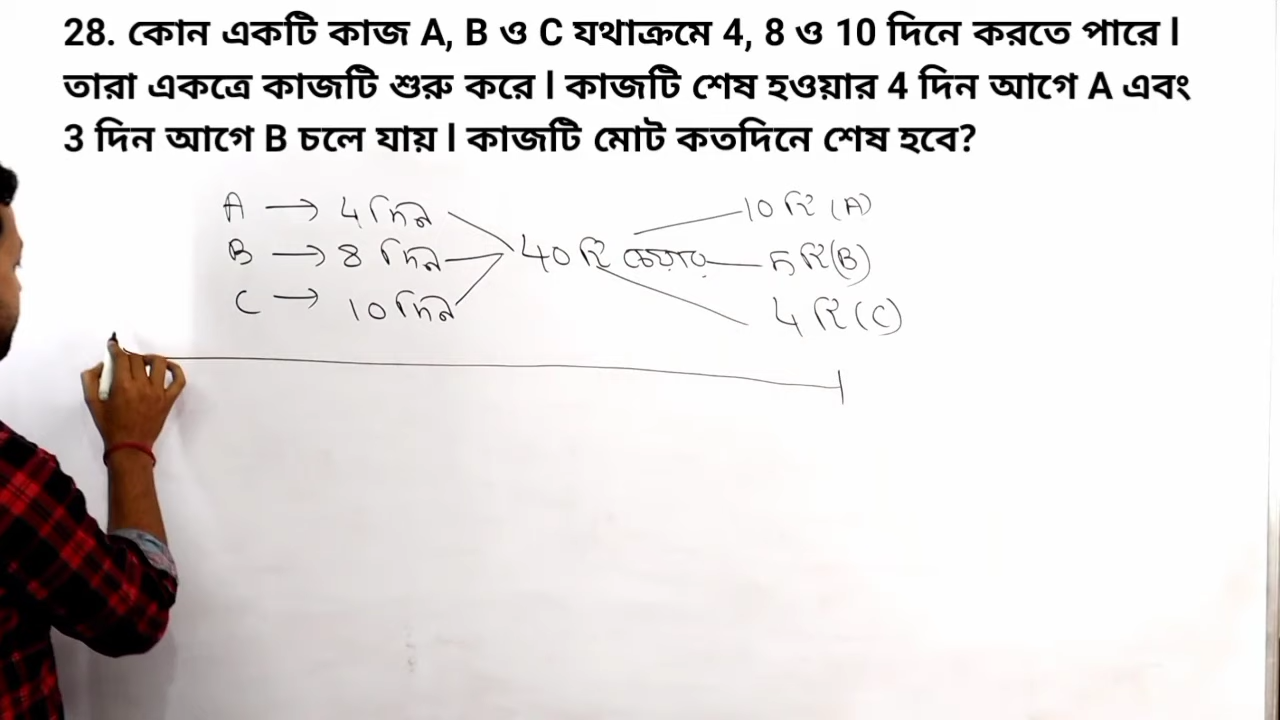 28. কোন একটি কাজ A, B ও C যথাক্রমে 4, 8 ও 10 দিনে করতে পারে l
তারা একত্রে কাজটি শুরু করে l কাজটি শেষ হওয়ার 4 দিন আগে A এবং
3 দিন আগে B চলে যায় l কাজটি মোট কতদিনে শেষ হবে?
A → 4 দিন
B → 8 দিন
C → 10 দিন
40 টি চেয়ার
10 টি (A)
5 টি (B)
4 টি (C)